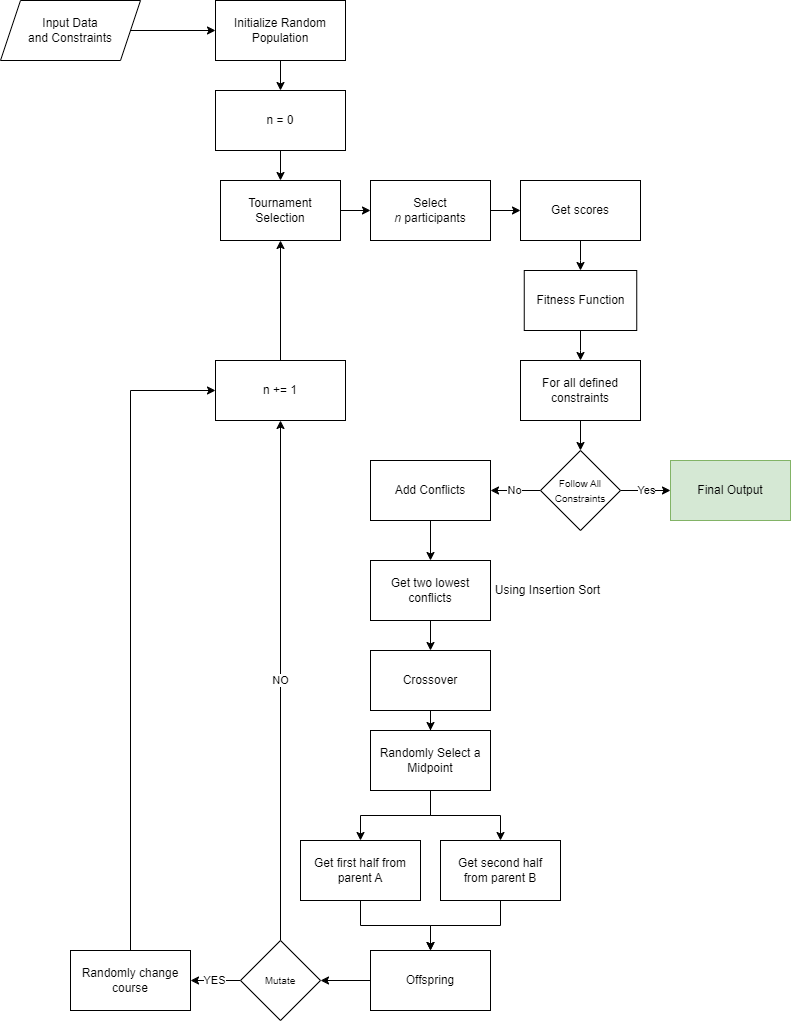 Input Data
and Constraints
Initialize Random
Population
n = 0
Tournament
Selection
Select
n participants
Get scores
Fitness Function
n += 1
For all defined
constraints
Follow All
Constraints
No
Yes
Add Conflicts
Final Output
Get two lowest
conflicts
Using Insertion Sort
Crossover
NO
Randomly Select a
Midpoint
Get first half from
parent A
Get second half
from parent B
Offspring
Mutate
YES
Randomly change
course